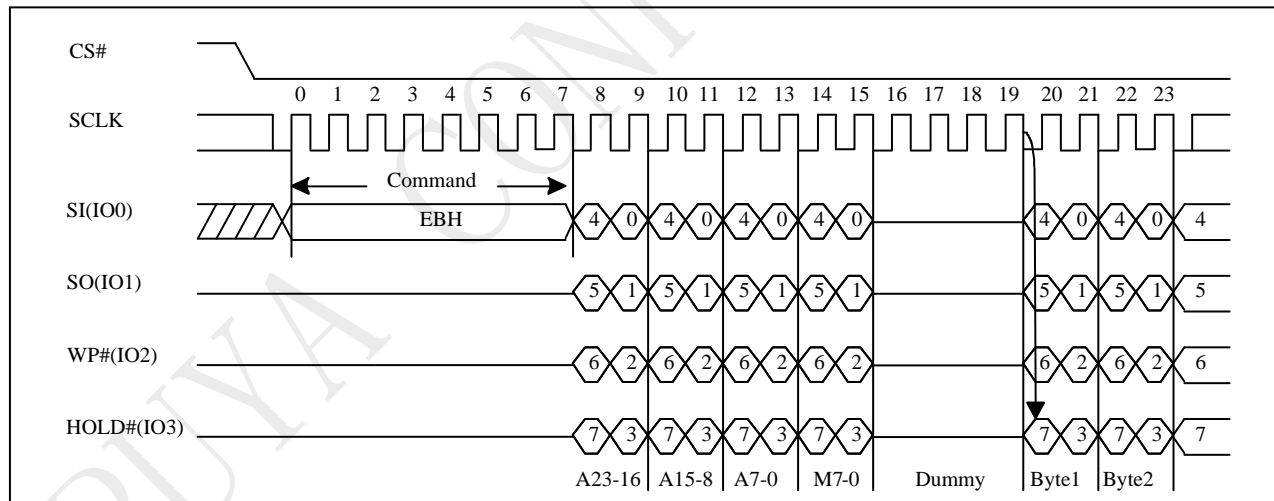 CS#
0 1 2 3 4 5 6 7 8 9 10 11 12 13 14 15 16 17 18 19 20 21 22 23
SCLK
Command
SI(IO0) EBH 4 0 4 0 4 0 4 0 4 0 4 0 4
SO(IO1) 5 1 5 1 5 1 5 1 5 1 5 1 5
WP#(IO2) 6 2 6 2 6 2 6 2 6 2 6 2 6
HOLD#(IO3) 7 3 7 3 7 3 7 3 7 3 7 3 7
A23-16 A15-8 A7-0 M7-0 Dummy Byte1 Byte2
PUYA